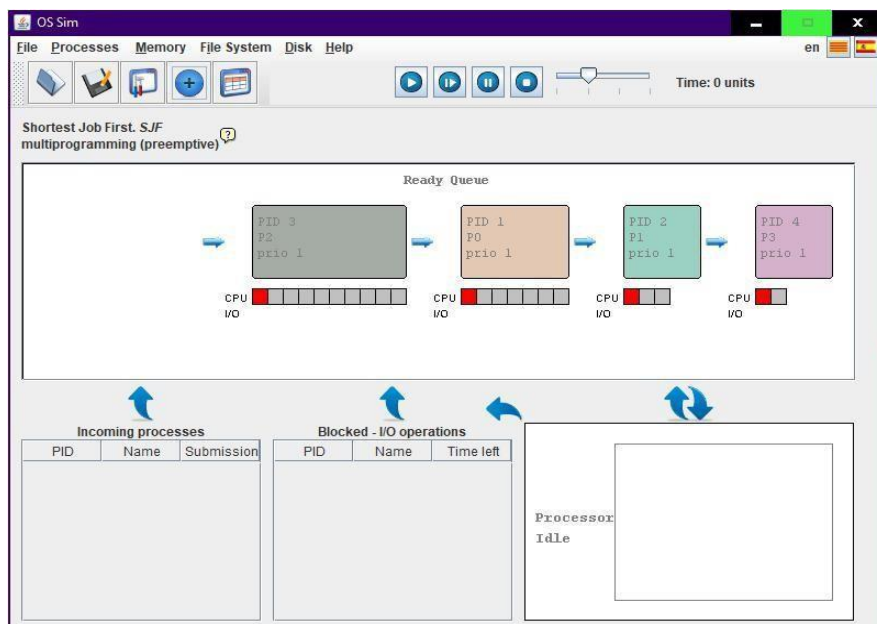 OS Sim
File Processes Memory File System Disk Help en
Time: 0 units
Shortest Job First. SJF
multiprogramming (preemptive) ?
Ready Queue
PID 3
P2
prio 1
CPU
I/O
PID 1
P0
prio 1
CPU
I/O
PID 2
P1
prio 1
CPU
I/O
PID 4
P3
prio 1
CPU
I/O
Incoming processes
PID Name Submission
Blocked - I/O operations
PID Name Time left
Processor
Idle